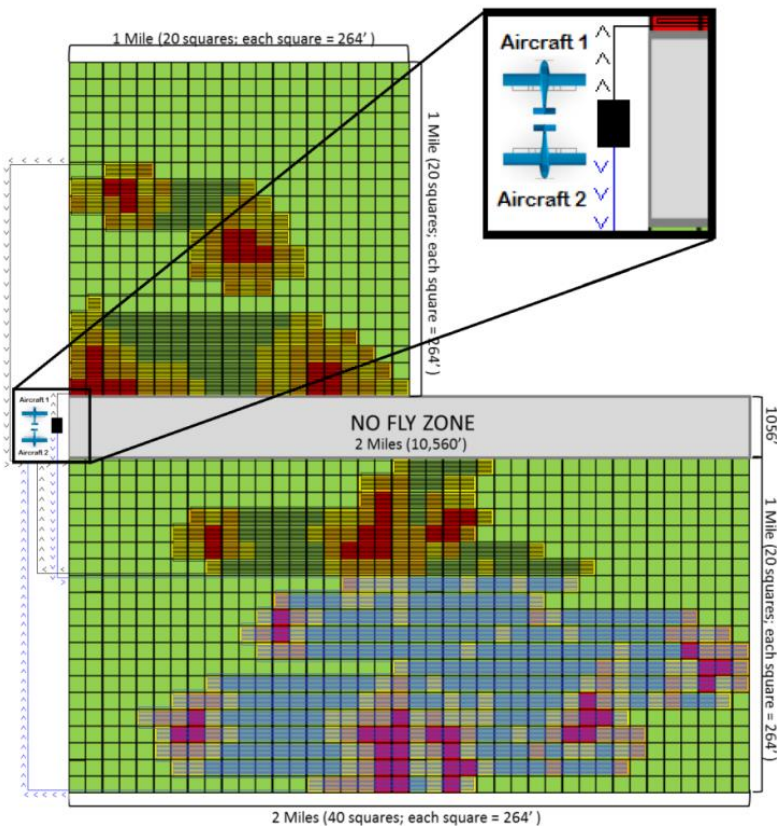 1 Mile (20 squares; each square = 264' )
Aircraft 1
Aircraft 2
1 Mile (20 squares; each square = 264' )
Aircraft 1
Aircraft 2
NO FLY ZONE
2 Miles (10,560')
1056'
1 Mile (20 squares; each square = 264' )
2 Miles (40 squares; each square = 264' )